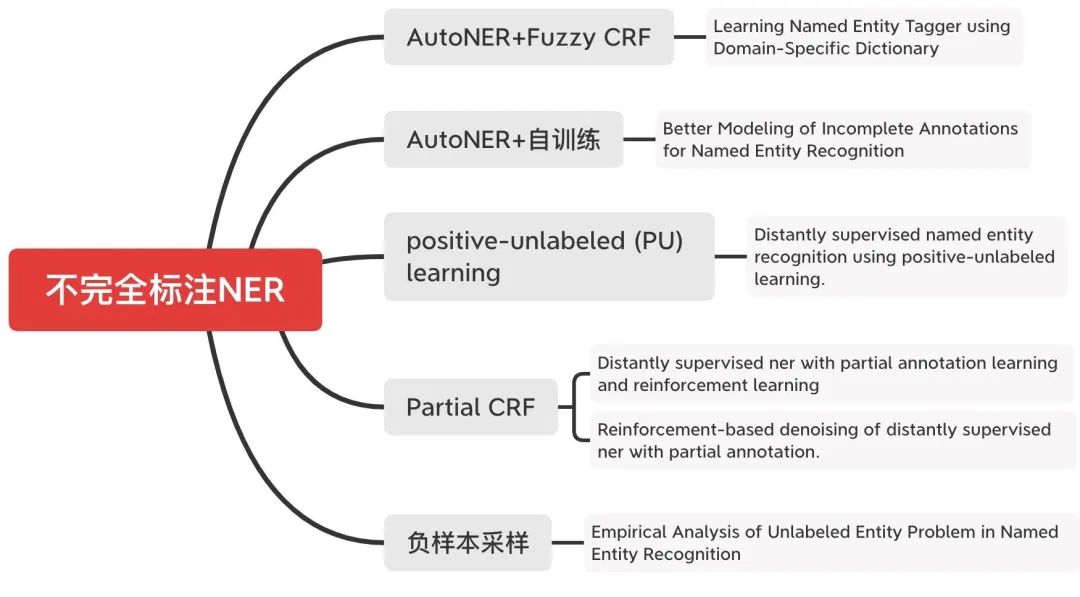 不完全标注NER
AutoNER+Fuzzy CRF
Learning Named Entity Tagger using
Domain-Specific Dictionary
AutoNER+自训练
Better Modeling of Incomplete Annotations
for Named Entity Recognition
positive-unlabeled (PU)
learning
Distantly supervised named entity
recognition using positive-unlabeled
learning.
Partial CRF
Distantly supervised ner with partial annotation learning
and reinforcement learning
Reinforcement-based denoising of distantly supervised
ner with partial annotation.
负样本采样
Empirical Analysis of Unlabeled Entity Problem in Named
Entity Recognition